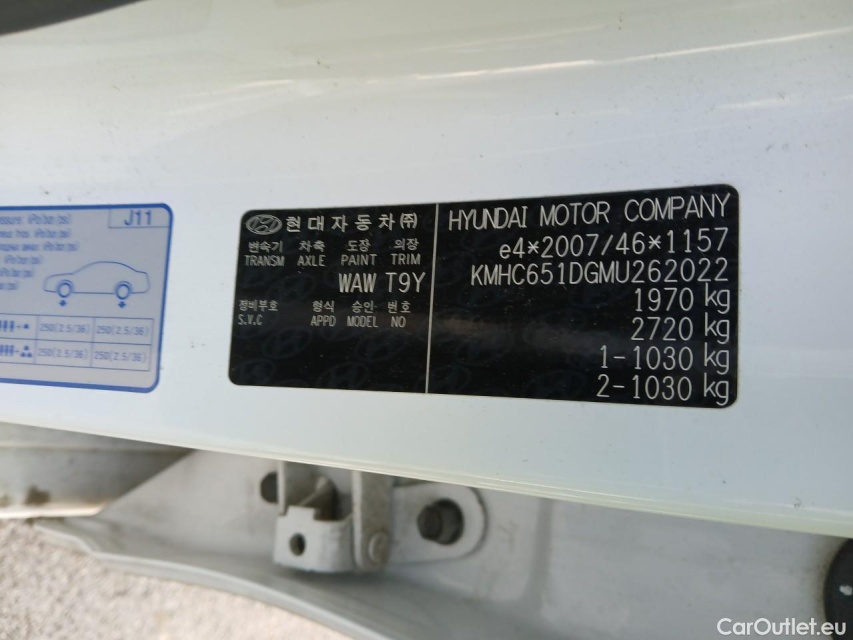 J11
250(2.5/36) 250(2.5/36)
250(2.5/36) 250(2.5/36)
현대자동차㈜
변속기 차축 도장 의장
TRANSM AXLE PAINT TRIM
WAW T9Y
정비부호 형식 승인 번호
S.V.C APPD MODEL NO
HYUNDAI MOTOR COMPANY
e4*2007/46*1157
KMHC651DGMU262022
1970 kg
2720 kg
1-1030 kg
2-1030 kg
CarOutlet.eu